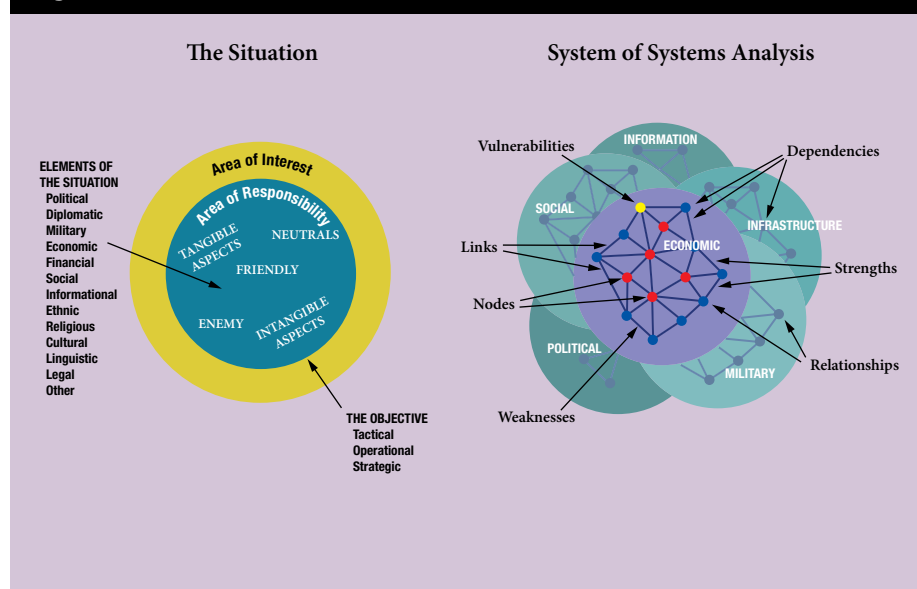 The Situation
ELEMENTS OF
THE SITUATION
Political
Diplomatic
Military
Economic
Financial
Social
Informational
Ethnic
Religious
Cultural
Linguistic
Legal
Other
Area of Interest
Area of Responsibility
TANGIBLE
ASPECTS
NEUTRALS
FRIENDLY
ENEMY
INTANGIBLE
ASPECTS
THE OBJECTIVE
Tactical
Operational
Strategic
System of Systems Analysis
Vulnerabilities
INFORMATION
Dependencies
SOCIAL
INFRASTRUCTURE
Links
ECONOMIC
Strengths
Nodes
POLITICAL
MILITARY
Relationships
Weaknesses